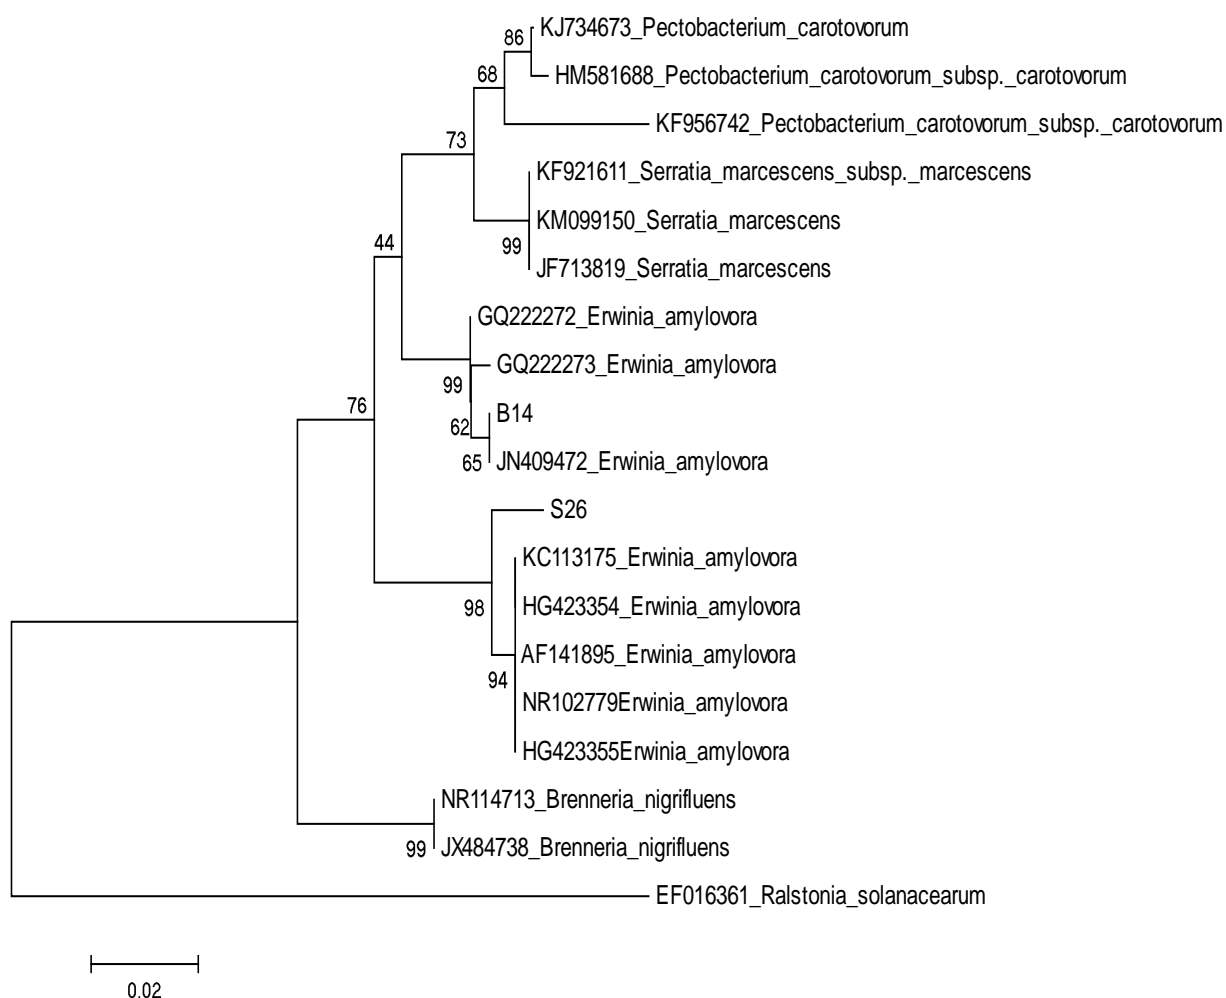 KJ734673_Pectobacterium_carotovorum
86
HM581688_Pectobacterium_carotovorum_subsp._carotovorum
68
KF956742_Pectobacterium_carotovorum_subsp._carotovorum
73
KF921611_Serratia_marcescens_subsp._marcescens
KM099150_Serratia_marcescens
99
JF713819_Serratia_marcescens
44
GQ222272_Erwinia_amylovora
GQ222273_Erwinia_amylovora
99
76
B14
62
65
JN409472_Erwinia_amylovora
S26
KC113175_Erwinia_amylovora
98
HG423354_Erwinia_amylovora
AF141895_Erwinia_amylovora
94
NR102779Erwinia_amylovora
HG423355Erwinia_amylovora
NR114713_Brenneria_nigrifluens
99
JX484738_Brenneria_nigrifluens
EF016361_Ralstonia_solanacearum
0.02